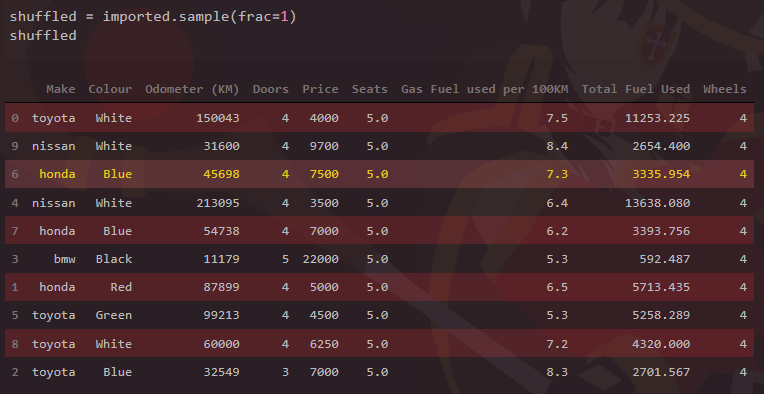 shuffled = imported.sample(frac=1)
shuffled
Make Colour Odometer (KM) Doors Price Seats Gas Fuel used per 100KM Total Fuel Used Wheels
0 toyota White 150043 4 4000 5.0 7.5 11253.225 4
9 nissan White 31600 4 9700 5.0 8.4 2654.400 4
6 honda Blue 45698 4 7500 5.0 7.3 3335.954 4
4 nissan White 213095 4 3500 5.0 6.4 13638.080 4
7 honda Blue 54738 4 7000 5.0 6.2 3393.756 4
3 bmw Black 11179 5 22000 5.0 5.3 592.487 4
1 honda Red 87899 4 5000 5.0 6.5 5713.435 4
5 toyota Green 99213 4 4500 5.0 5.3 5258.289 4
8 toyota White 60000 4 6250 5.0 7.2 4320.000 4
2 toyota Blue 32549 3 7000 5.0 8.3 2701.567 4